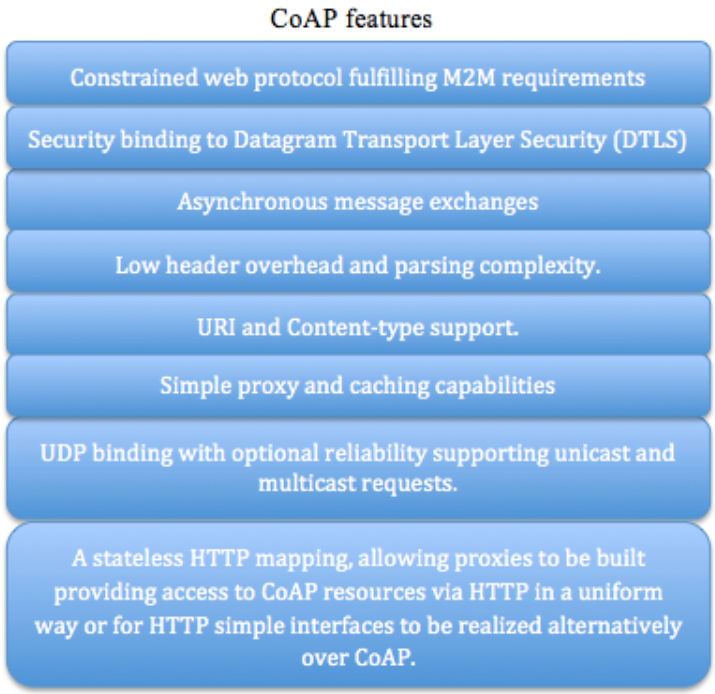 CoAP features
Constrained web protocol fulfilling M2M requirements
Security binding to Datagram Transport Layer Security (DTLS)
Asynchronous message exchanges
Low header overhead and parsing complexity.
URI and Content-type support.
Simple proxy and caching capabilities
UDP binding with optional reliability supporting unicast and
multicast requests.
A stateless HTTP mapping, allowing proxies to be built
providing access to CoAP resources via HTTP in a uniform
way or for HTTP simple interfaces to be realized alternatively
over CoAP.